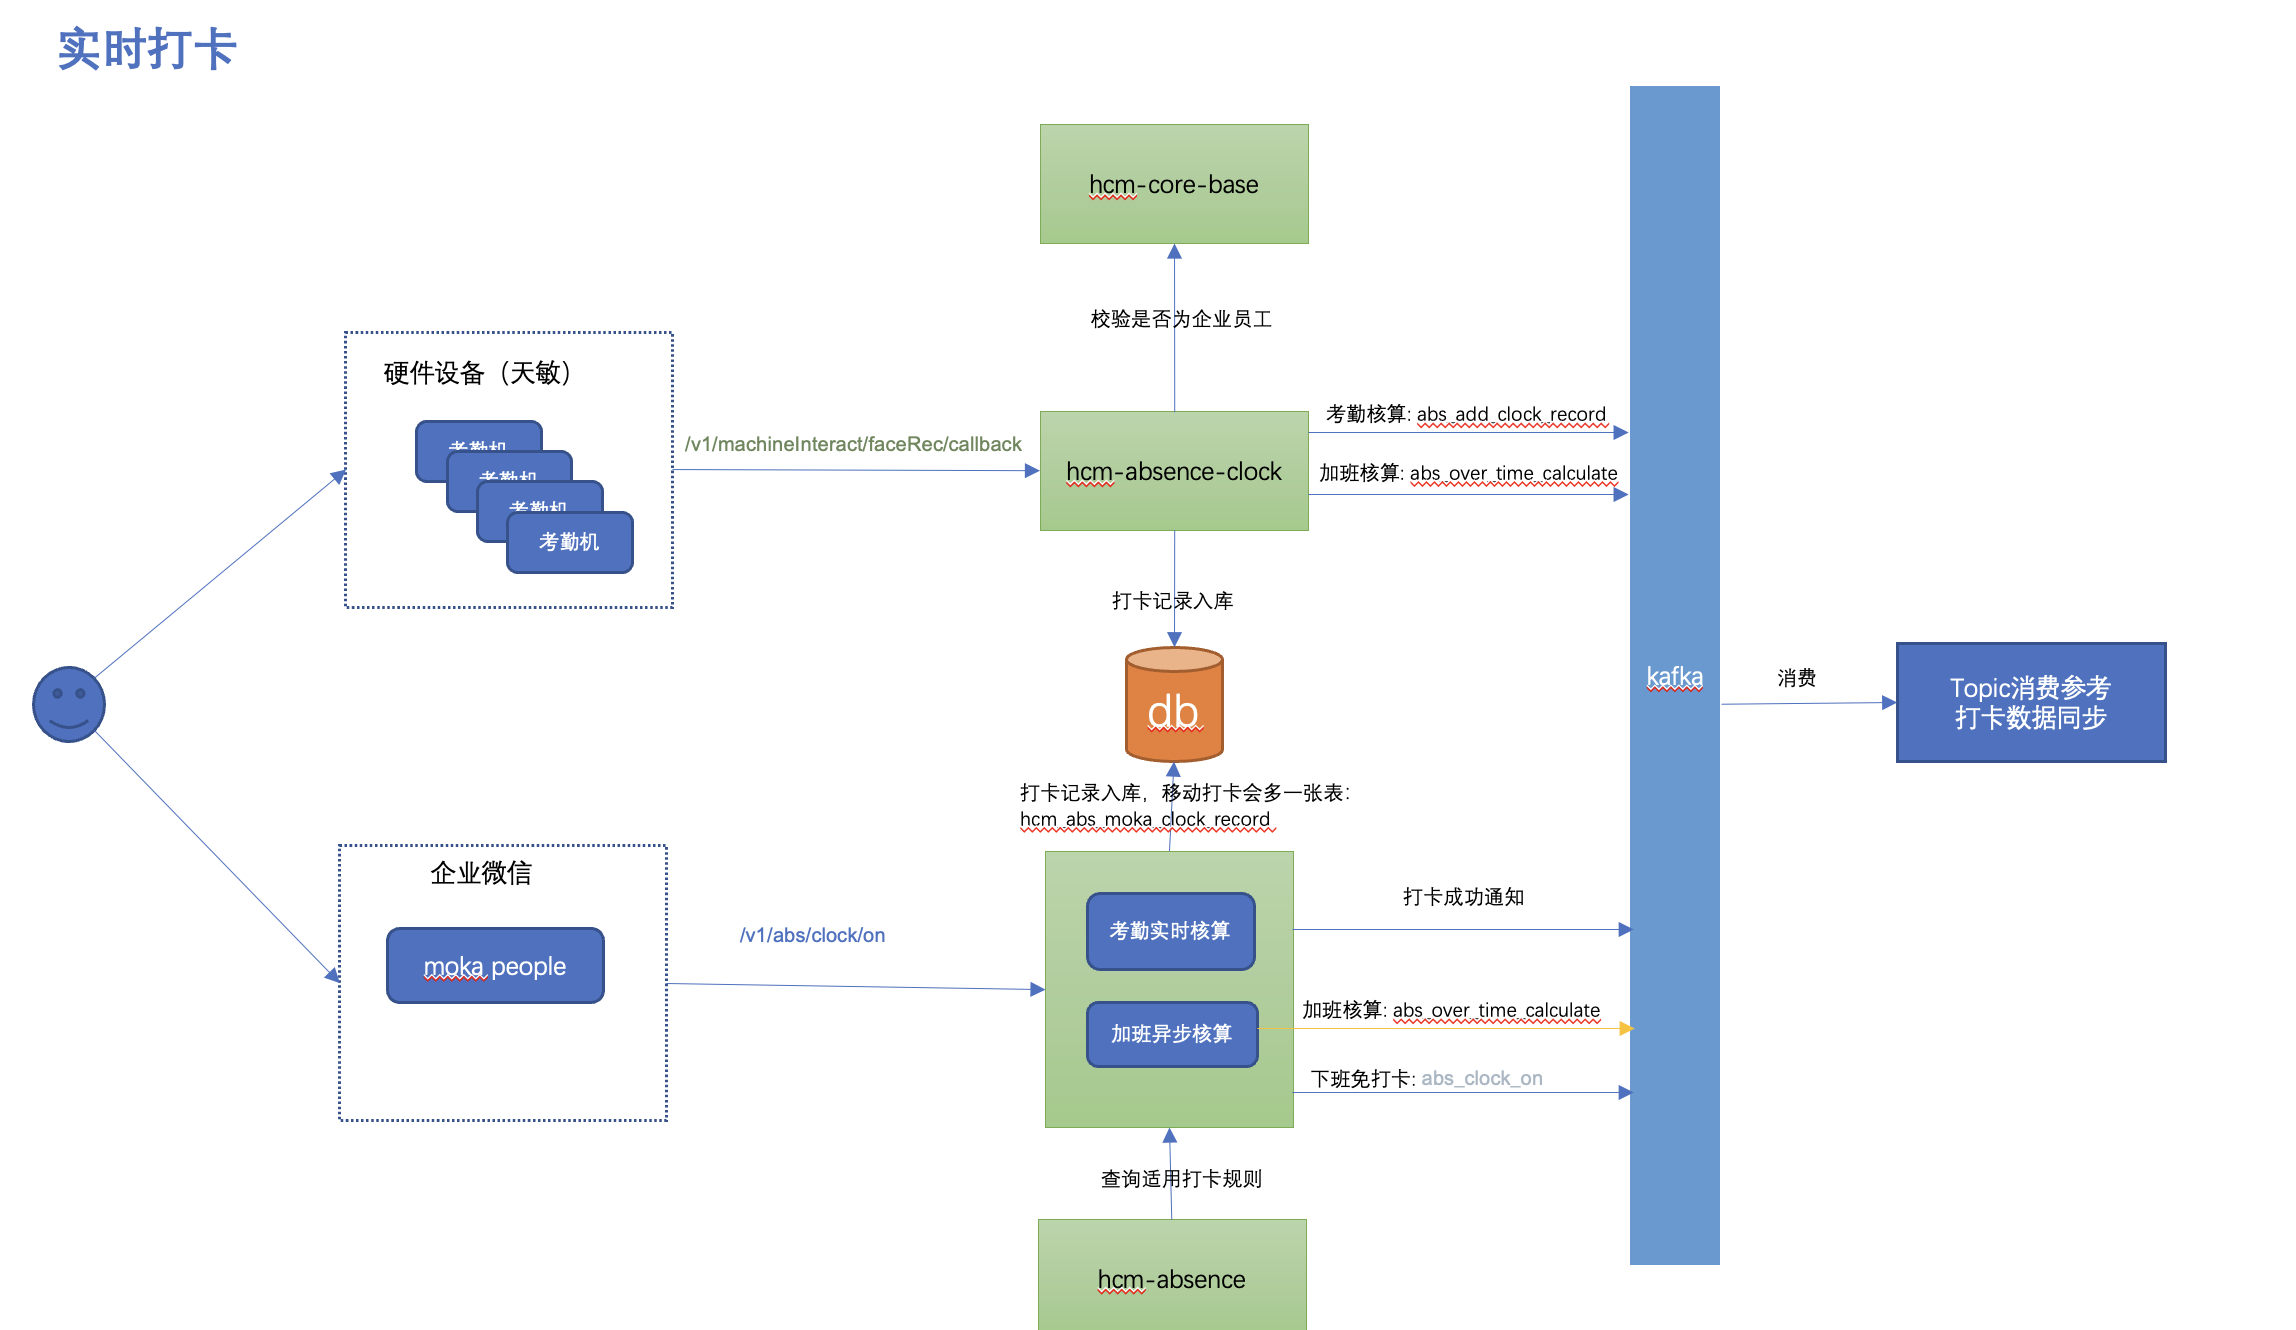 实时打卡
hcm-core-base
校验是否为企业员工
硬件设备（天敏）
考勤机
考勤机
考勤机
考勤机
/v1/machineInteract/faceRec/callback
hcm-absence-clock
考勤核算: abs_add_clock_record
加班核算: abs_over_time_calculate
打卡记录入库
db
kafka
消费
Topic消费参考
打卡数据同步
打卡记录入库，移动打卡会多一张表:
hcm_abs_moka_clock_record
企业微信
moka people
/v1/abs/clock/on
考勤实时核算
加班异步核算
打卡成功通知
加班核算: abs_over_time_calculate
下班免打卡: abs_clock_on
查询适用打卡规则
hcm-absence